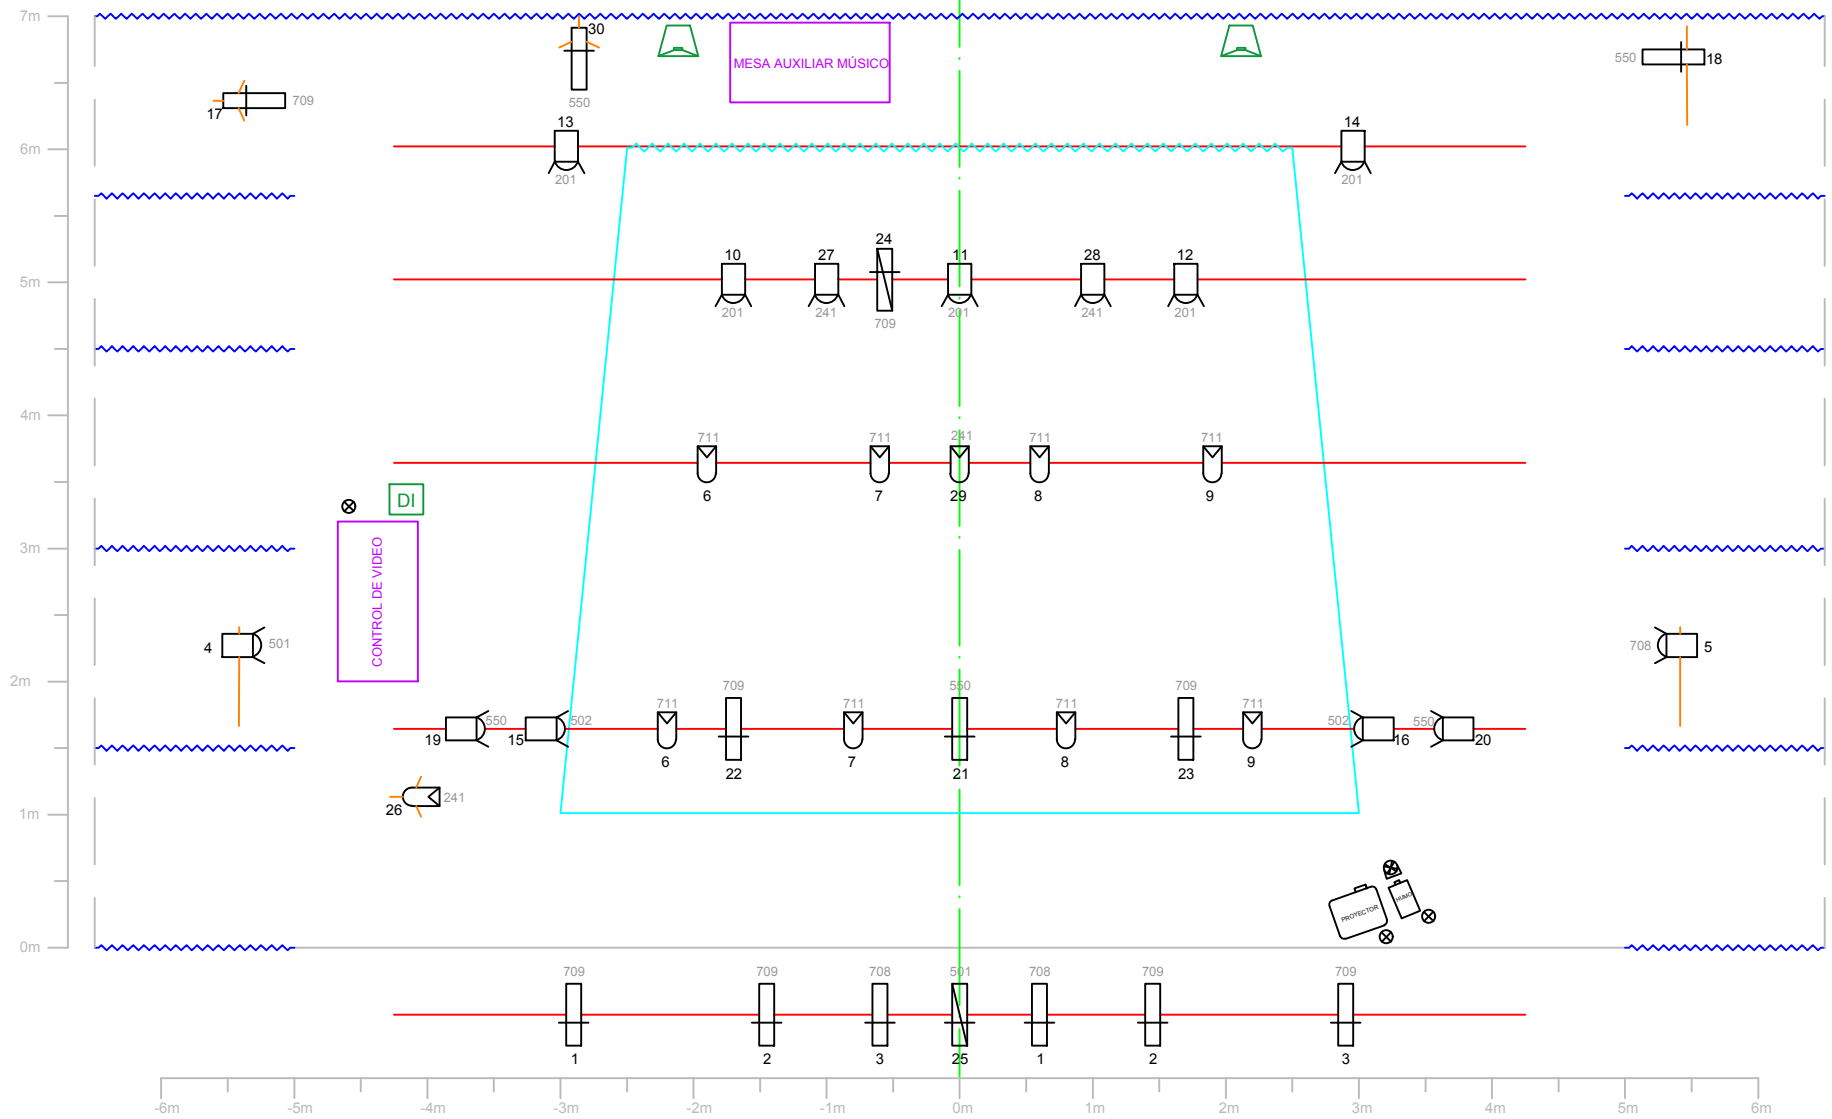 7m
30
MESA AUXILIAR MÚSICO
550
18
17
709
550
13
14
6m
201
201
24
10
27
11
28
12
5m
201
241
709
201
241
201
711
711
241
711
711
4m
6
7
29
8
9
DI
3m
CONTROL DE VIDEO
4
501
708
5
2m
709
550
709
711
711
711
711
550
502
502
550
19
15
16
20
6
7
8
9
22
21
23
26
241
1m
HUMO
PROYECTOR
0m
709
709
708
501
708
709
709
1
2
3
25
1
2
3
-6m
-5m
-4m
-3m
-2m
-1m
0m
1m
2m
3m
4m
5m
6m